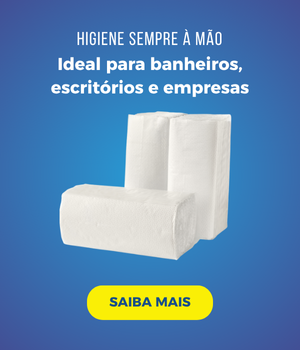 HIGIENE SEMPRE À MÃO
Ideal para banheiros,
escritórios e empresas
SAIBA MAIS